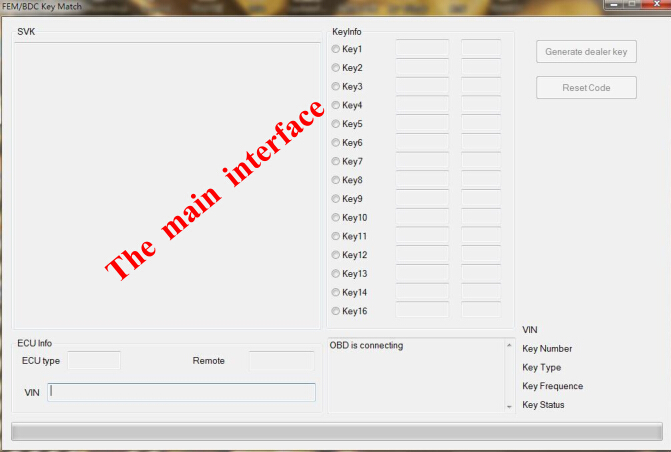 FEM/BDC Key Match
SVK
The main interface
ECU Info
ECU type
Remote
VIN
KeyInfo
Key1
Key2
Key3
Key4
Key5
Key6
Key7
Key8
Key9
Key10
Key11
Key12
Key13
Key14
Key16
OBD is connecting
Generate dealer key
Reset Code
VIN
Key Number
Key Type
Key Frequence
Key Status